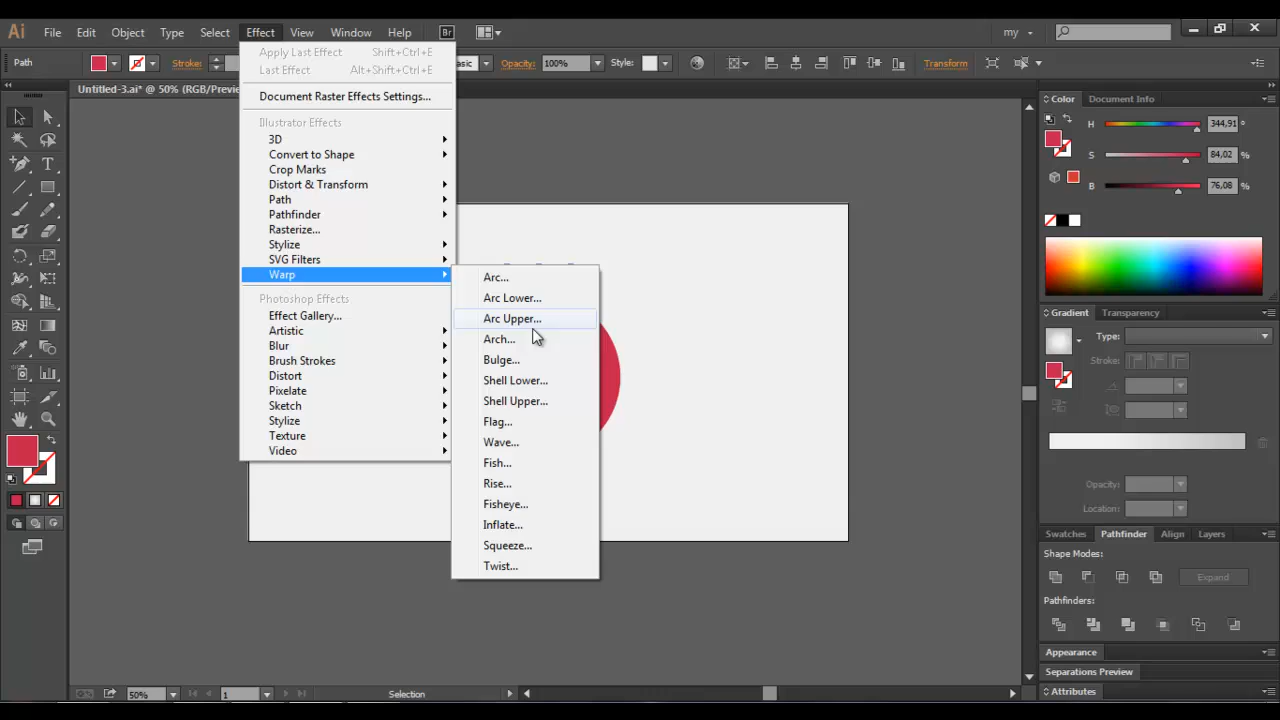 Ai File Edit Object Type Select Effect View Window Help Br my
Path Stroke: Basic Opacity: 100% Style: Transform
Untitled-3.ai* @ 50% (RGB/Preview
Apply Last Effect Shift+Ctrl+E
Last Effect Alt+Shift+Ctrl+E
Document Raster Effects Settings...
Illustrator Effects
3D
Convert to Shape
Crop Marks
Distort & Transform
Path
Pathfinder
Rasterize...
Stylize
SVG Filters
Warp
Photoshop Effects
Effect Gallery...
Artistic
Blur
Brush Strokes
Distort
Pixelate
Sketch
Stylize
Texture
Video
Arc...
Arc Lower...
Arc Upper...
Arch...
Bulge...
Shell Lower...
Shell Upper...
Flag...
Wave...
Fish...
Rise...
Fisheye...
Inflate...
Squeeze...
Twist...
Color Document Info
H 344,91 °
S 84,02 %
B 76,08 %
Gradient Transparency
Type:
Stroke:
Opacity:
Location:
Swatches Pathfinder Align Layers
Shape Modes:
Expand
Pathfinders:
Appearance
Separations Preview
Attributes
50% 1 Selection